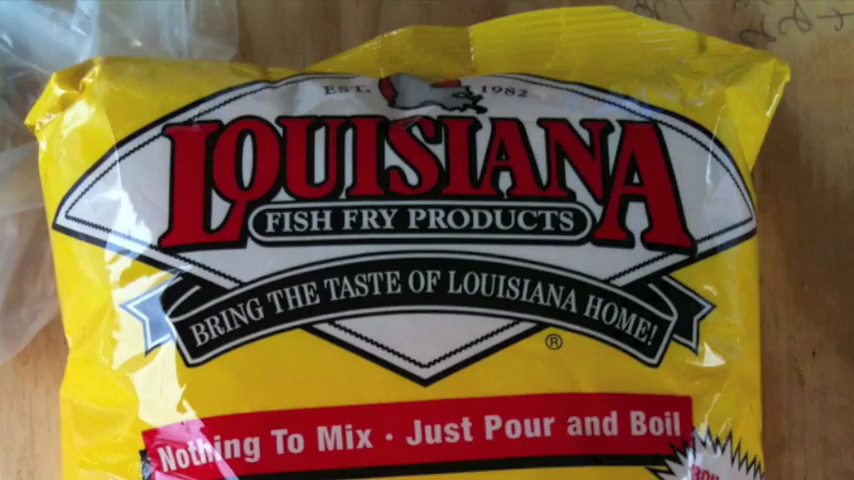 EST. 1982
LOUISIANA
FISH FRY PRODUCTS
BRING THE TASTE OF LOUISIANA HOME!
®
Nothing To Mix • Just Pour and Boil